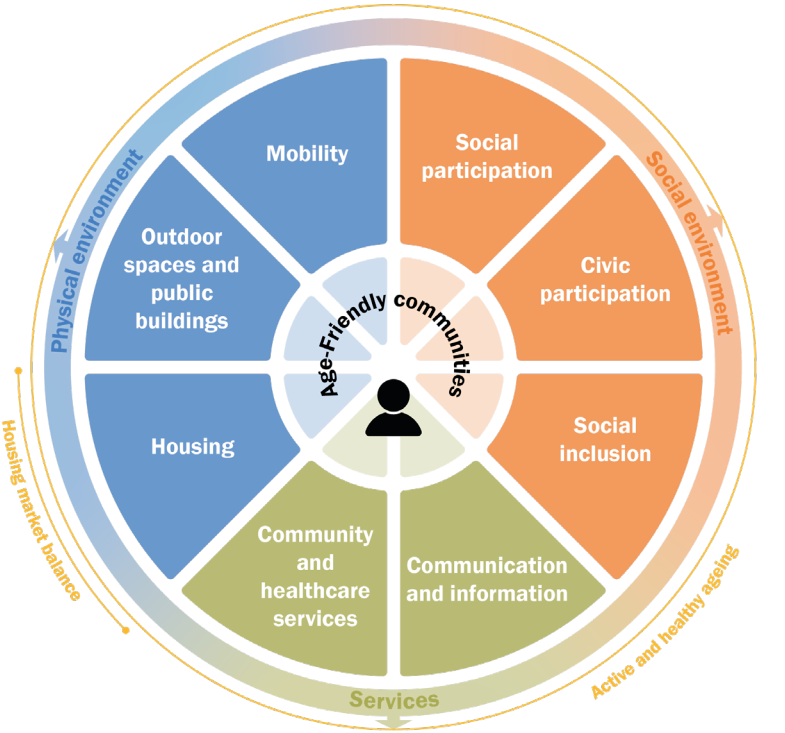 Mobility
Social
participation
Physical environment
Social environment
Outdoor
spaces and
public
buildings
Civic
participation
Age-Friendly communities
Housing
Social
inclusion
Housing market balance
Community
and
healthcare
services
Communication
and information
Active and healthy ageing
Services